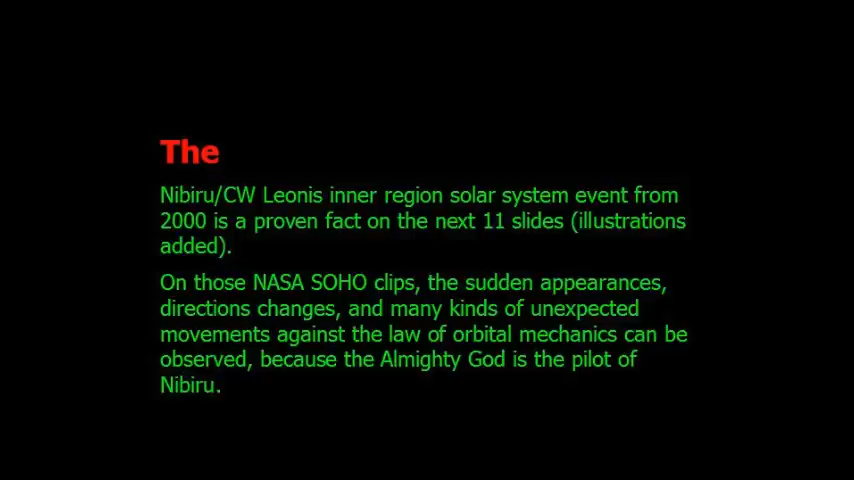 The
Nibiru/CW Leonis inner region solar system event from
2000 is a proven fact on the next 11 slides (illustrations
added).
On those NASA SOHO clips, the sudden appearances,
directions changes, and many kinds of unexpected
movements against the law of orbital mechanics can be
observed, because the Almighty God is the pilot of
Nibiru.